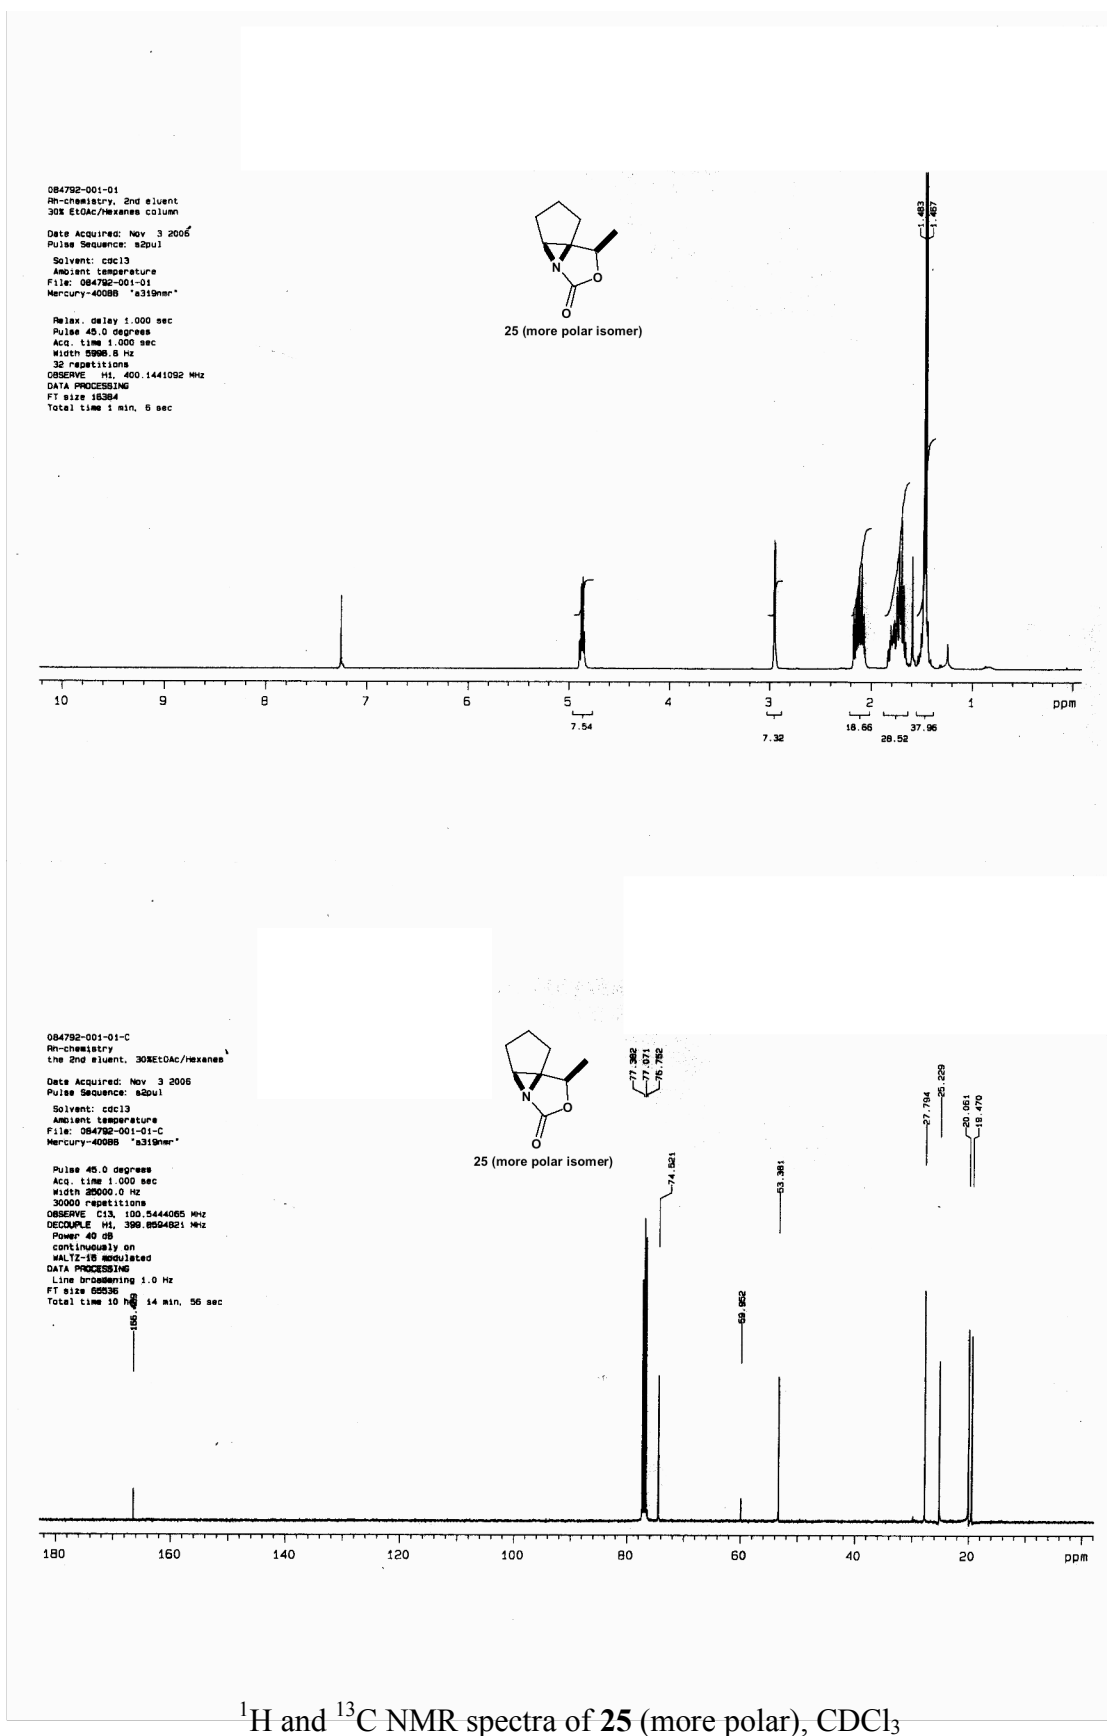 084792-001-01
Rh-chemistry, 2nd eluent
30% EtOAc/Hexanes column
Date Acquired: Nov 3 2006
Pulse Sequence: s2pul
Solvent: cdcl3
Ambient temperature
File: 084792-001-01
Mercury-400BB "a319nmr"
Relax. delay 1.000 sec
Pulse 45.0 degrees
Acq. time 1.000 sec
Width 5998.8 Hz
32 repetitions
OBSERVE H1, 400.1441092 MHz
DATA PROCESSING
FT size 16384
Total time 1 min, 6 sec
N
O
O
25 (more polar isomer)
1.483
1.467
10 9 8 7 6 5 4 3 2 1 ppm
7.54
7.32
18.66
28.52
37.96
084792-001-01-C
Rh-chemistry
the 2nd eluent, 30%EtOAc/Hexanes
Date Acquired: Nov 3 2006
Pulse Sequence: s2pul
Solvent: cdcl3
Ambient temperature
File: 084792-001-01-C
Mercury-400BB "a319nmr"
Pulse 45.0 degrees
Acq. time 1.000 sec
Width 25000.0 Hz
30000 repetitions
OBSERVE C13, 100.5444065 MHz
DECOUPLE H1, 399.8594821 MHz
Power 40 dB
continuously on
WALTZ-16 modulated
DATA PROCESSING
Line broadening 1.0 Hz
FT size 65536
Total time 10 hr, 14 min, 56 sec
N
O
O
25 (more polar isomer)
77.382
77.071
76.752
74.521
59.952
53.381
27.794
25.229
20.061
19.470
180 160 140 120 100 80 60 40 20 ppm
¹H and ¹³C NMR spectra of 25 (more polar), CDCl₃